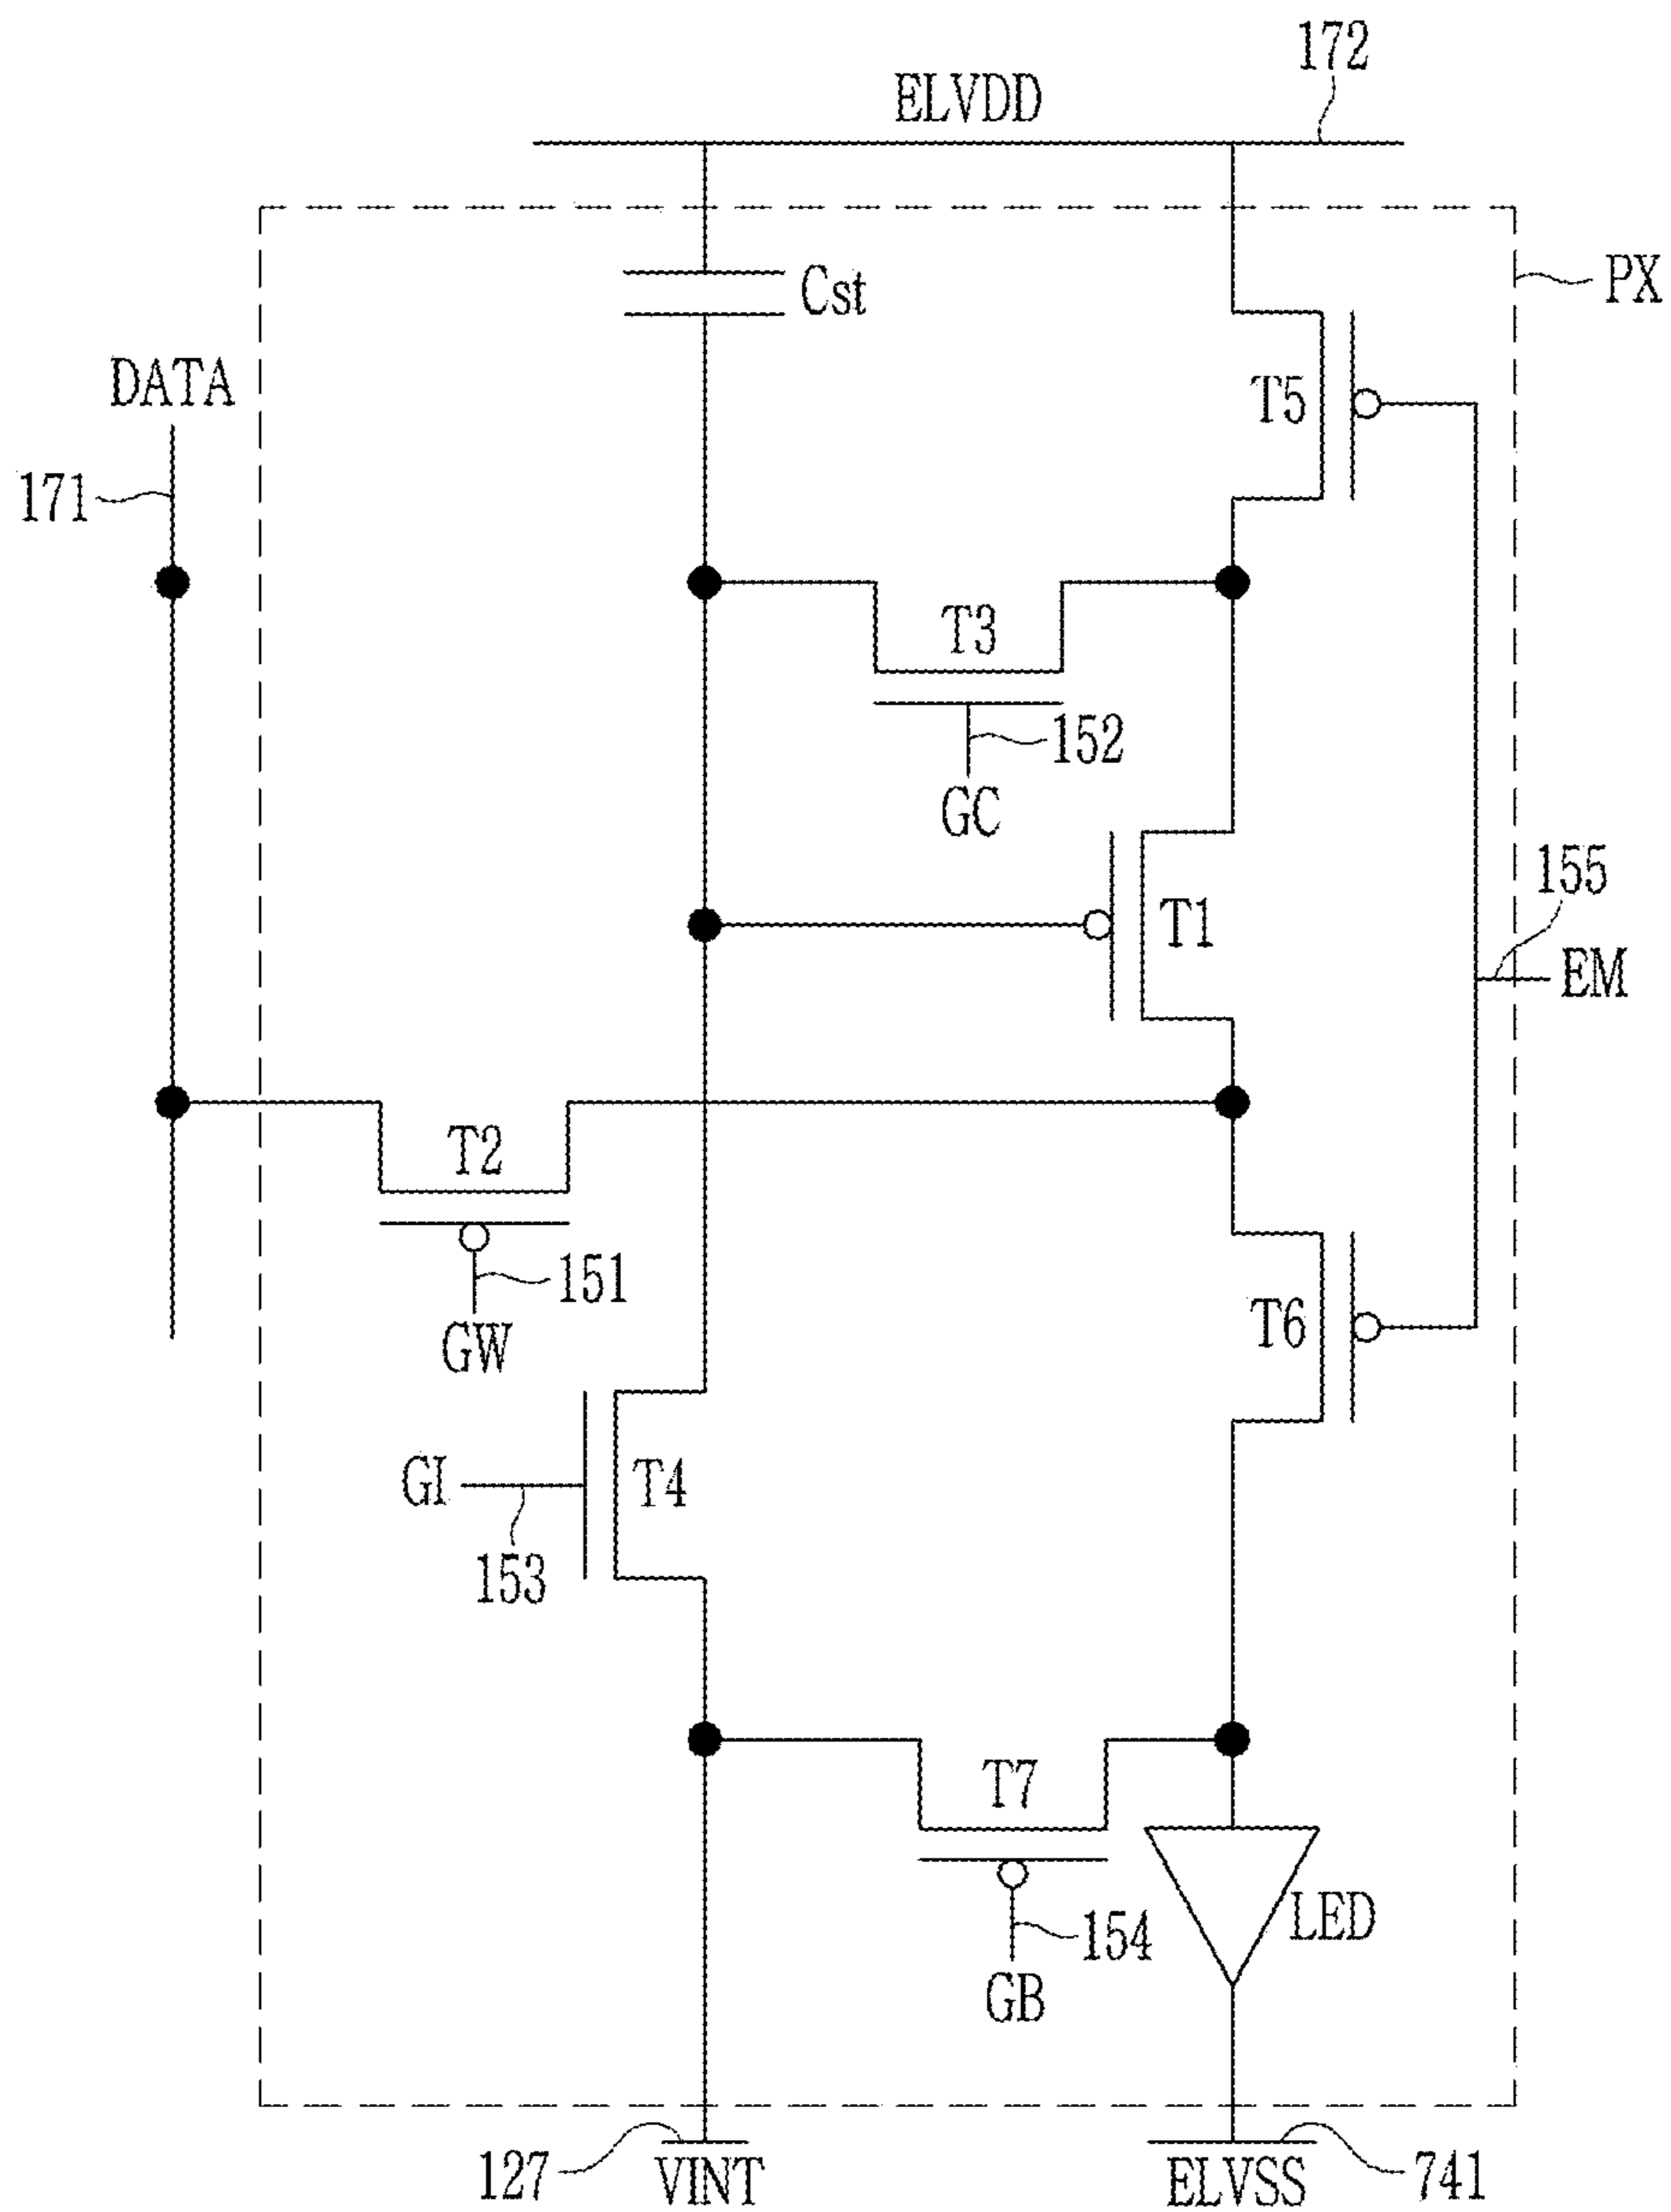 172
ELVDD
PX
Cst
DATA
T5
171
T3
152
GC
155
T1
EM
T2
151
T6
GW
GI
T4
153
T7
LED
154
GB
127
VINT
ELVSS
741